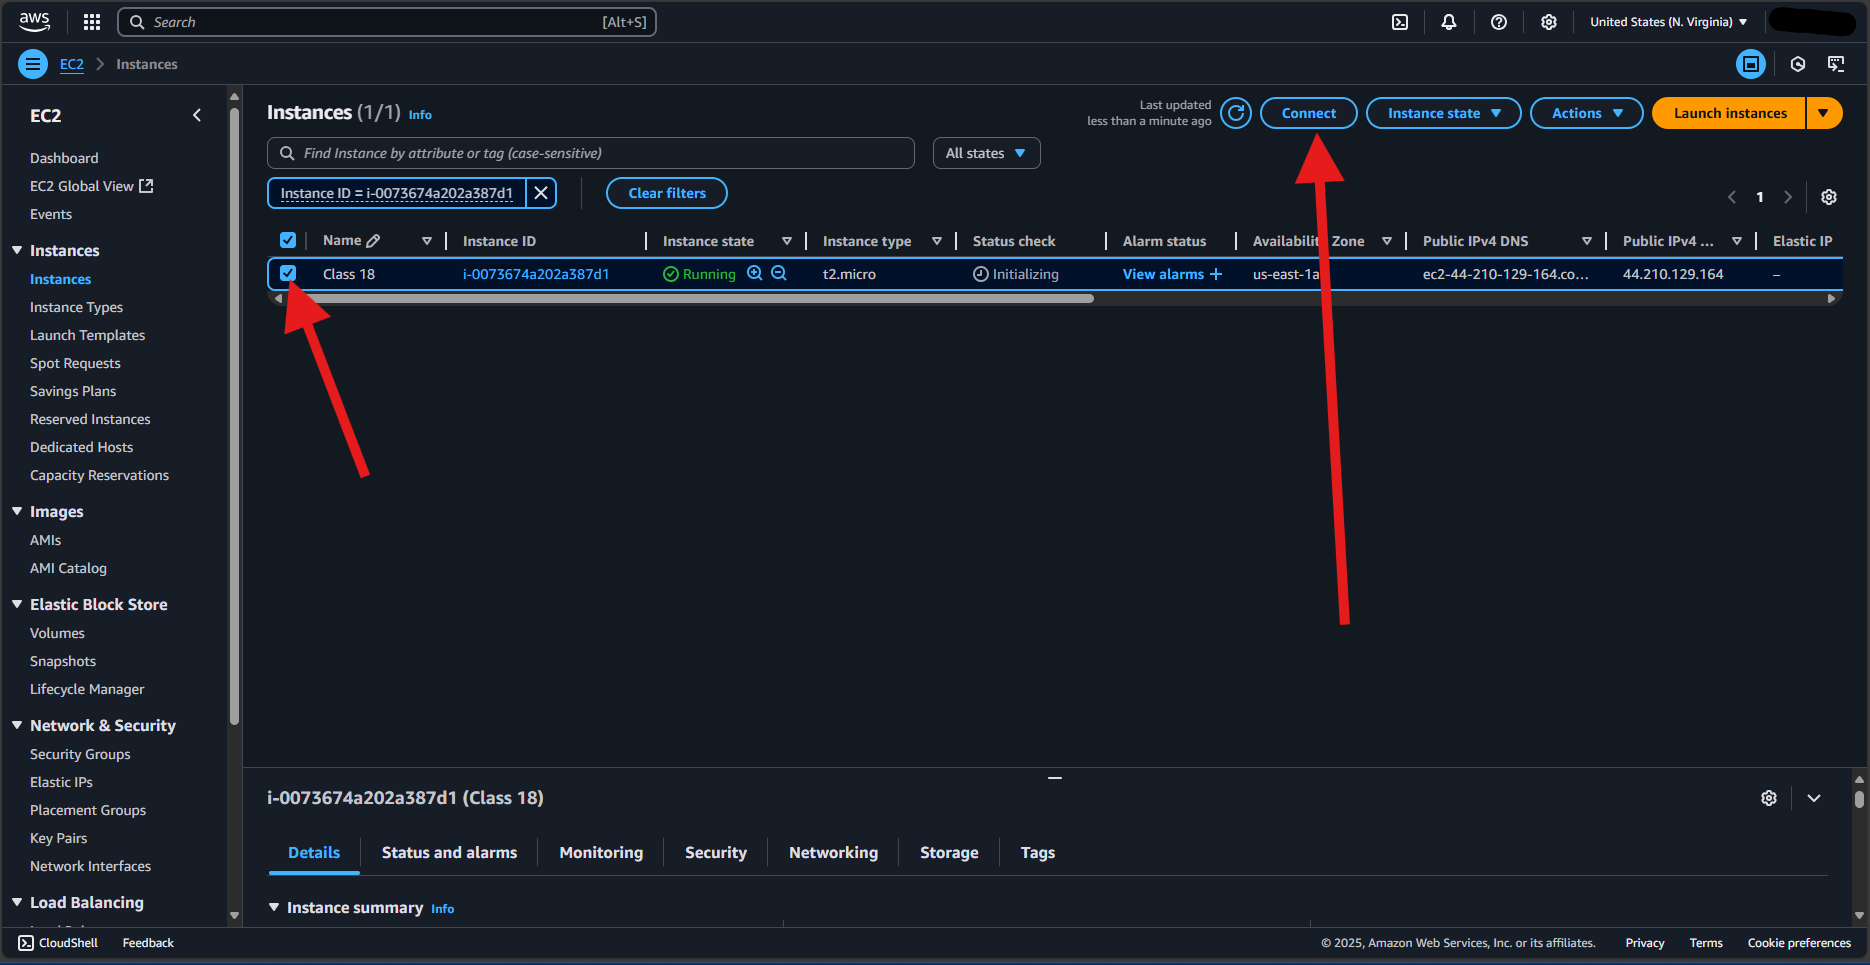 aws
Search [Alt+S]
United States (N. Virginia)
EC2 > Instances
EC2
Dashboard
EC2 Global View
Events
Instances
Instances
Instance Types
Launch Templates
Spot Requests
Savings Plans
Reserved Instances
Dedicated Hosts
Capacity Reservations
Images
AMIs
AMI Catalog
Elastic Block Store
Volumes
Snapshots
Lifecycle Manager
Network & Security
Security Groups
Elastic IPs
Placement Groups
Key Pairs
Network Interfaces
Load Balancing
Instances (1/1) Info
Last updated
less than a minute ago
Connect
Instance state
Actions
Launch instances
Find Instance by attribute or tag (case-sensitive)
All states
Instance ID = i-0073674a202a387d1
Clear filters
1
Name Instance ID Instance state Instance type Status check Alarm status Availability Zone Public IPv4 DNS Public IPv4 ... Elastic IP
Class 18 i-0073674a202a387d1 Running t2.micro Initializing View alarms + us-east-1a ec2-44-210-129-164.co... 44.210.129.164 –
i-0073674a202a387d1 (Class 18)
Details Status and alarms Monitoring Security Networking Storage Tags
Instance summary Info
CloudShell Feedback
© 2025, Amazon Web Services, Inc. or its affiliates. Privacy Terms Cookie preferences